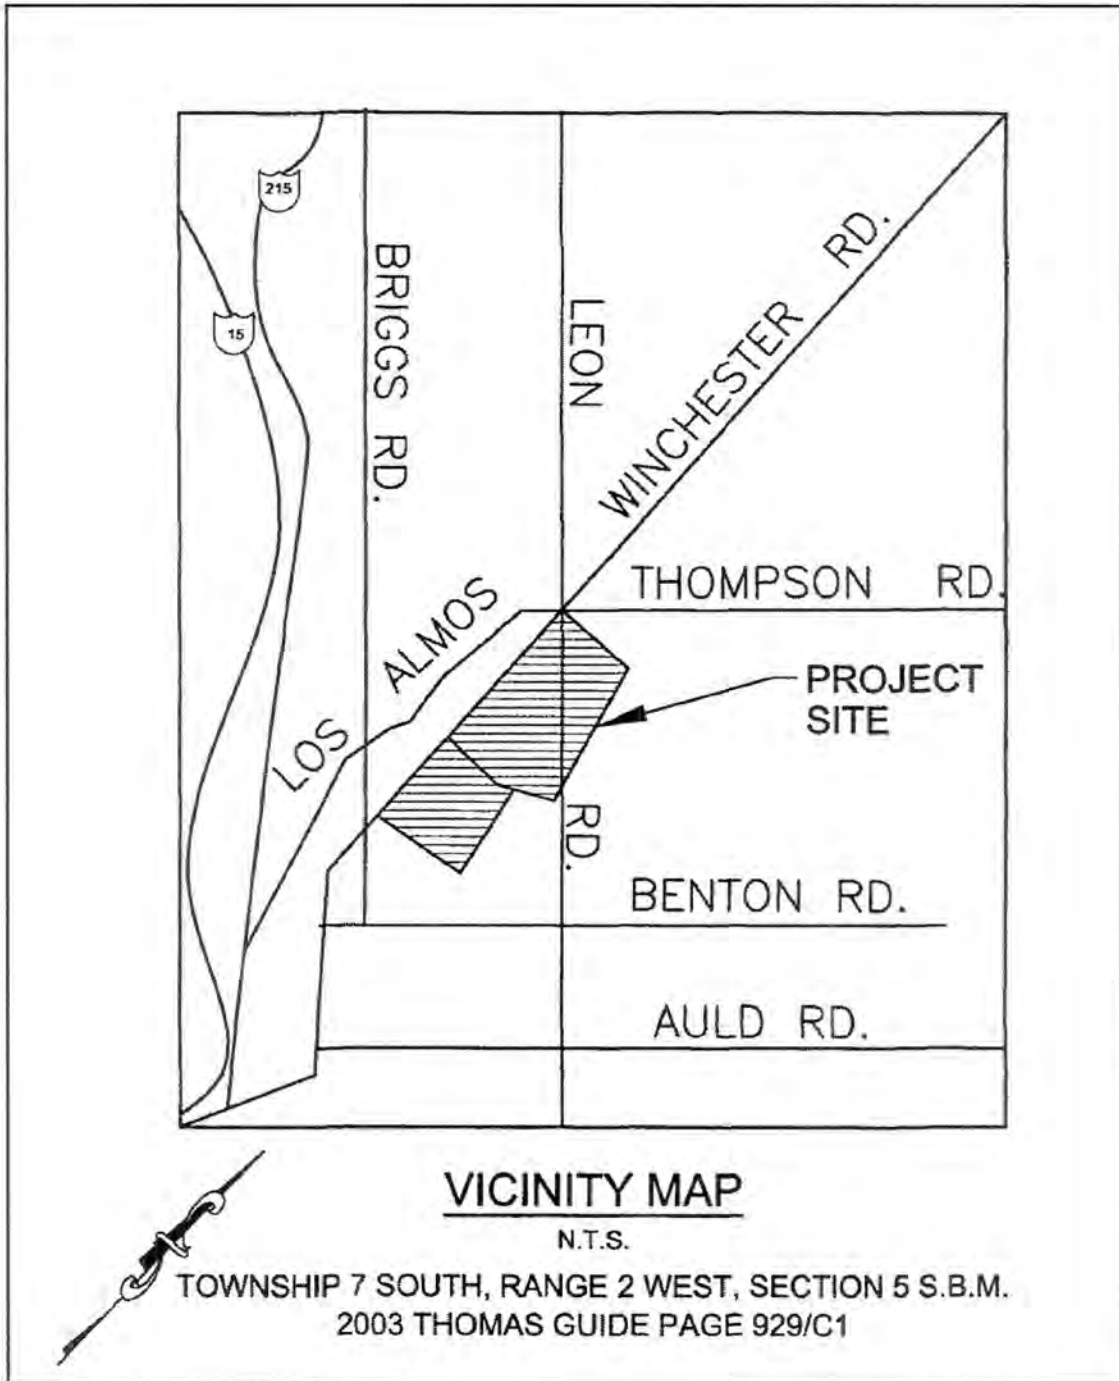 215
15
BRIGGS RD.
LEON
RD.
WINCHESTER RD.
THOMPSON RD.
LOS ALMOS
PROJECT
SITE
BENTON RD.
AULD RD.
VICINITY MAP
N.T.S.
TOWNSHIP 7 SOUTH, RANGE 2 WEST, SECTION 5 S.B.M.
2003 THOMAS GUIDE PAGE 929/C1